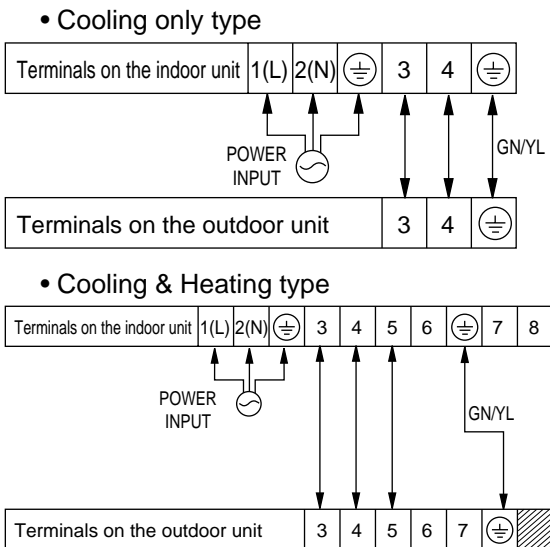 • Cooling only type
Terminals on the indoor unit 1(L) 2(N) 3 4
POWER INPUT
GN/YL
Terminals on the outdoor unit 3 4
• Cooling & Heating type
Terminals on the indoor unit 1(L) 2(N) 3 4 5 6 7 8
POWER INPUT
GN/YL
Terminals on the outdoor unit 3 4 5 6 7